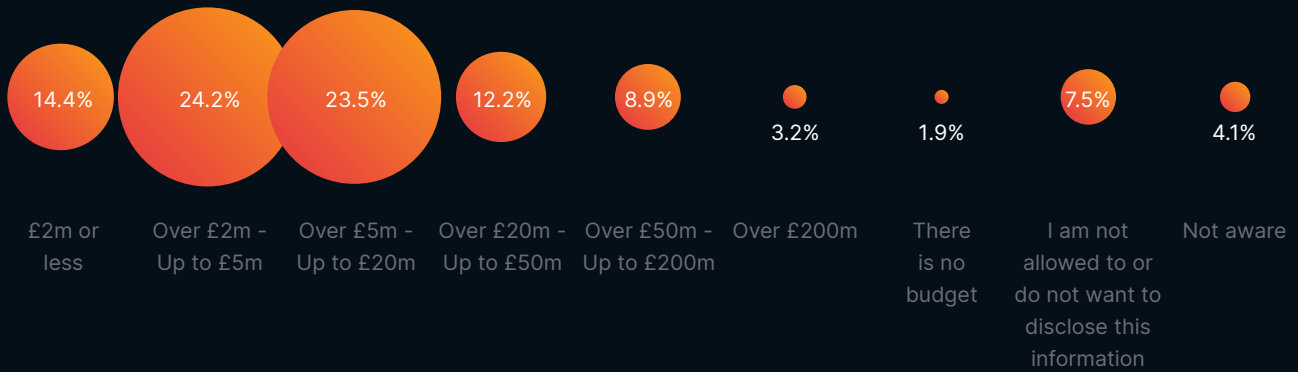 14.4%
24.2%
23.5%
12.2%
8.9%
3.2%
1.9%
7.5%
4.1%
£2m or
less
Over £2m -
Up to £5m
Over £5m -
Up to £20m
Over £20m -
Up to £50m
Over £50m -
Up to £200m
Over £200m
There
is no
budget
I am not
allowed to or
do not want to
disclose this
information
Not aware